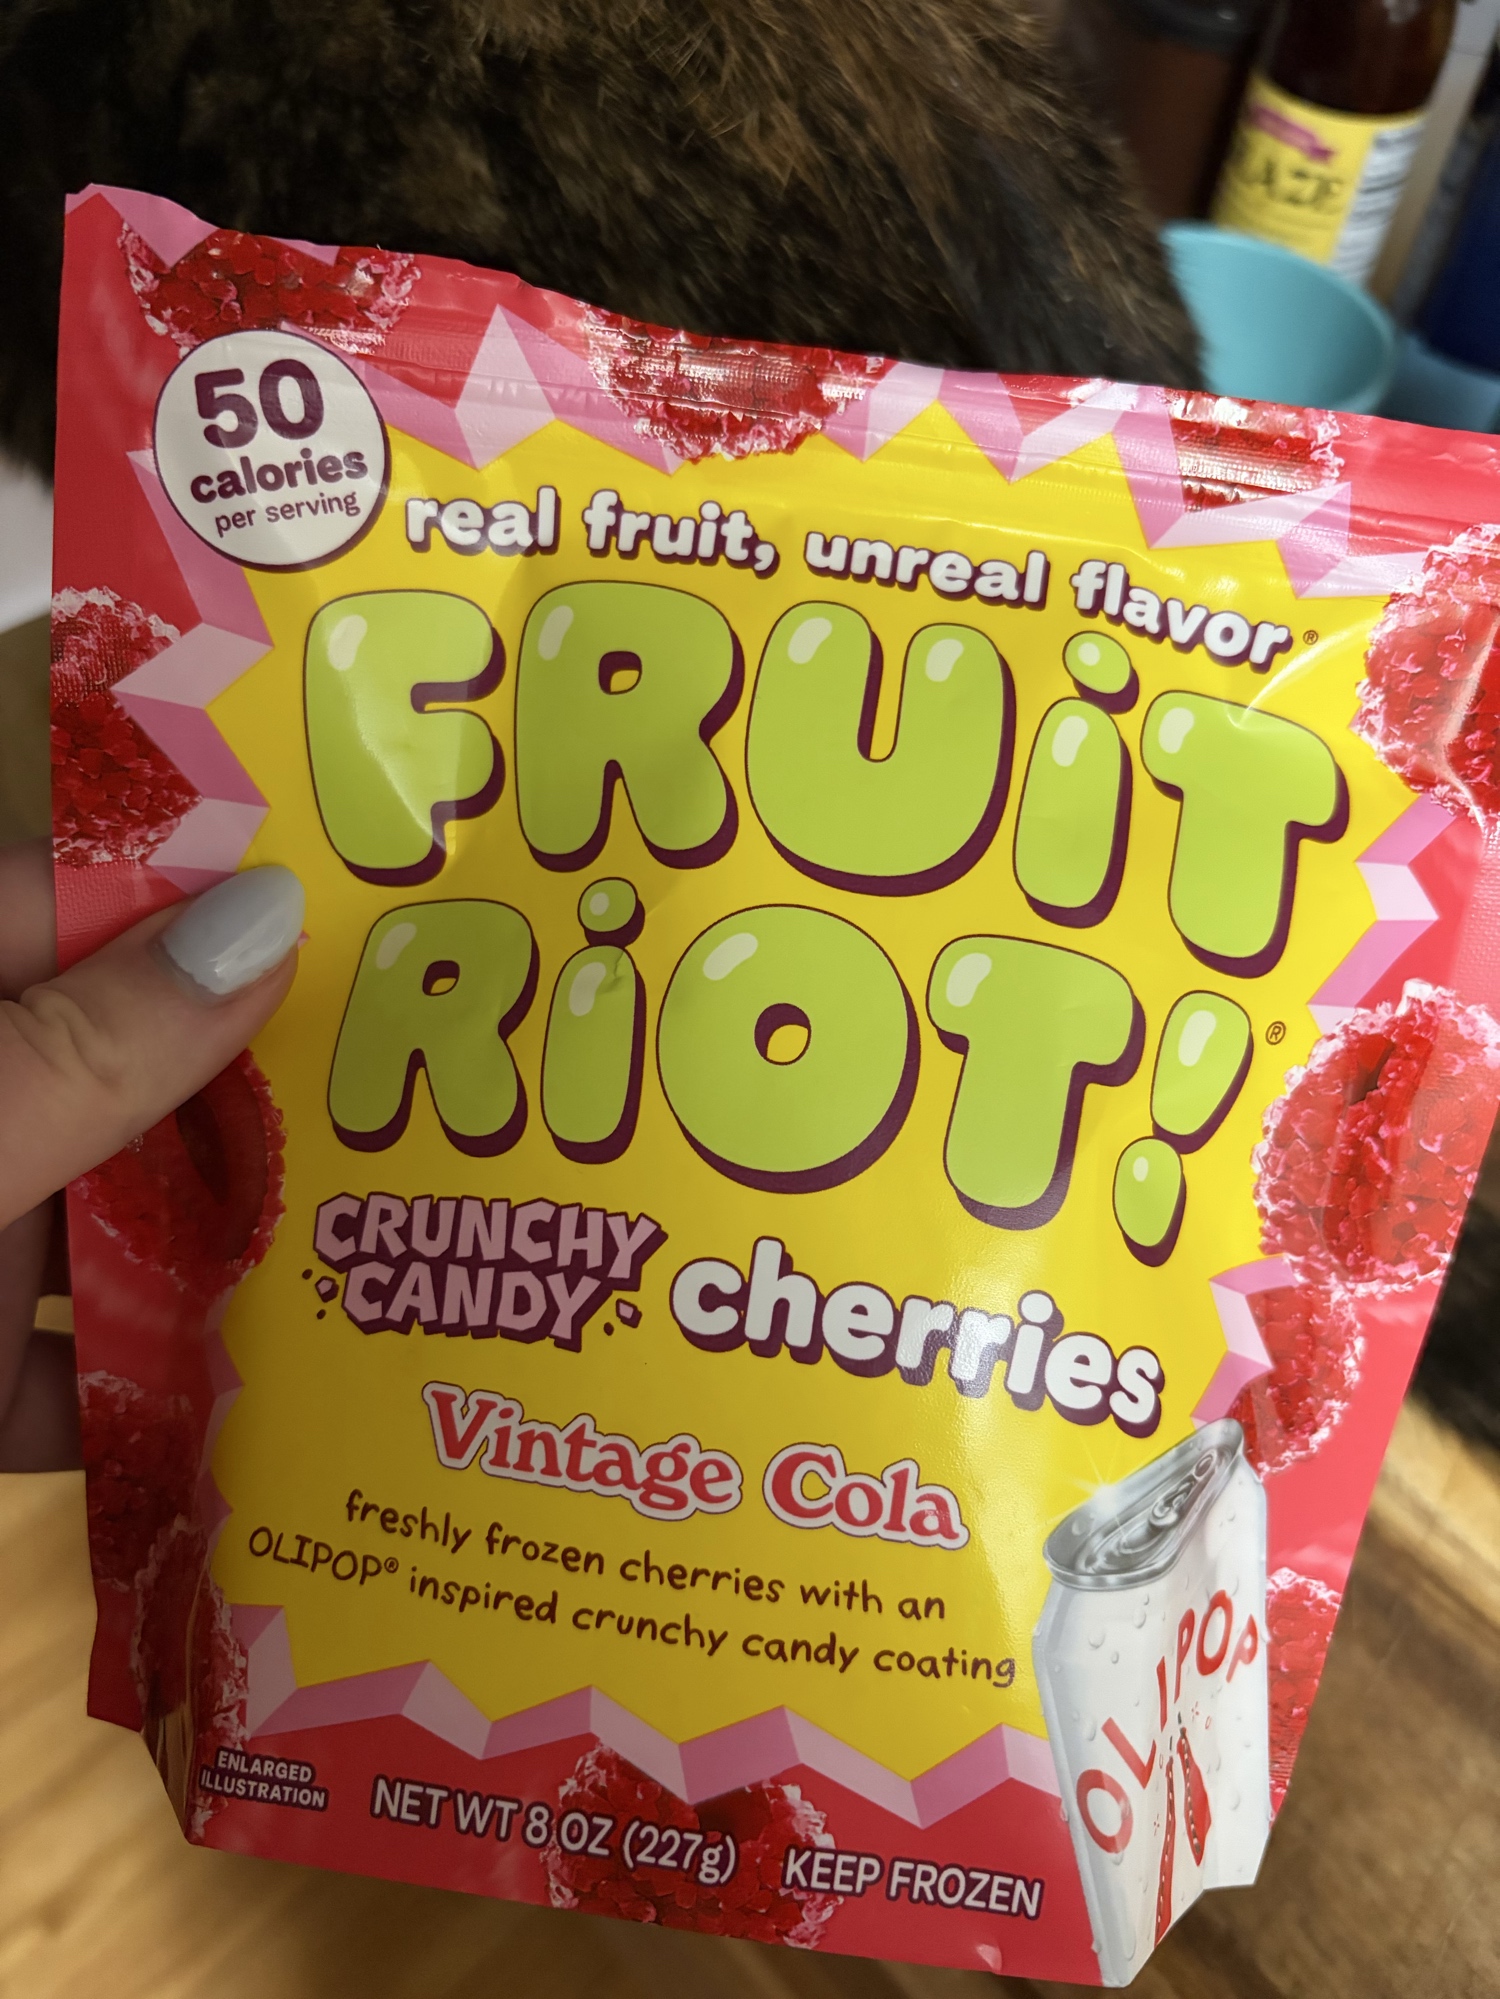 50
calories
per serving
real fruit, unreal flavor®
FRUiT
RiOT!®
CRUNCHY
CANDY
cherries
Vintage Cola
freshly frozen cherries with an
OLIPOP® inspired crunchy candy coating
OLIPOP
ENLARGED
ILLUSTRATION
NET WT 8 OZ (227g)
KEEP FROZEN